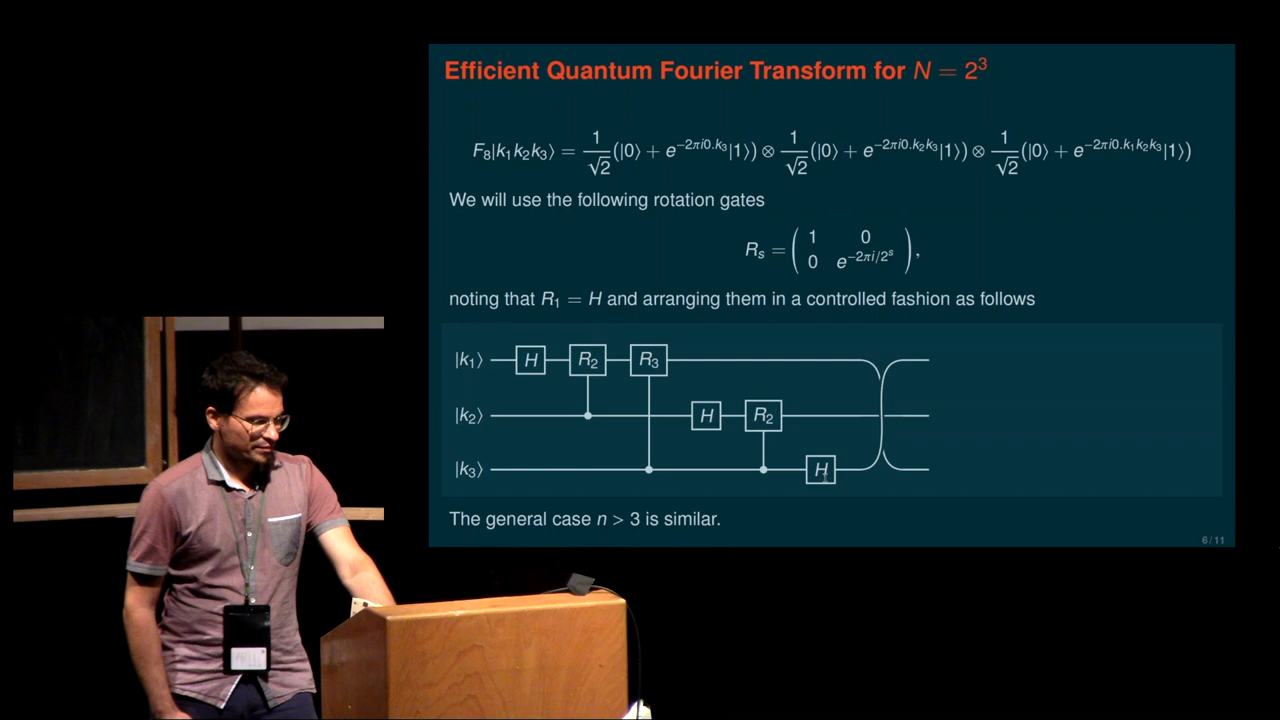 Efficient Quantum Fourier Transform for N = 2³
F₈|k₁k₂k₃⟩ = 1/√2(|0⟩ + e^{−2πi0.k₃}|1⟩) ⊗ 1/√2(|0⟩ + e^{−2πi0.k₂k₃}|1⟩) ⊗ 1/√2(|0⟩ + e^{−2πi0.k₁k₂k₃}|1⟩)
We will use the following rotation gates
R_s = ( 1 0
0 e^{−2πi/2^s} ),
noting that R₁ = H and arranging them in a controlled fashion as follows
|k₁⟩ H R₂ R₃
|k₂⟩ H R₂
|k₃⟩ H
The general case n > 3 is similar.
6/11